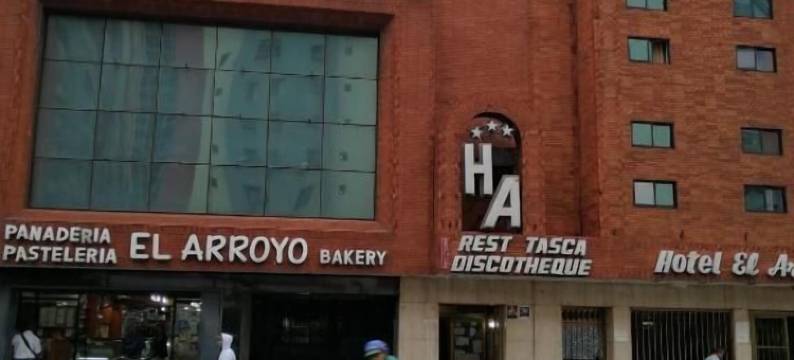 PANADERIA
PASTELERIA
EL ARROYO BAKERY
HA
REST TASCA
DISCOTHEQUE
Hotel El